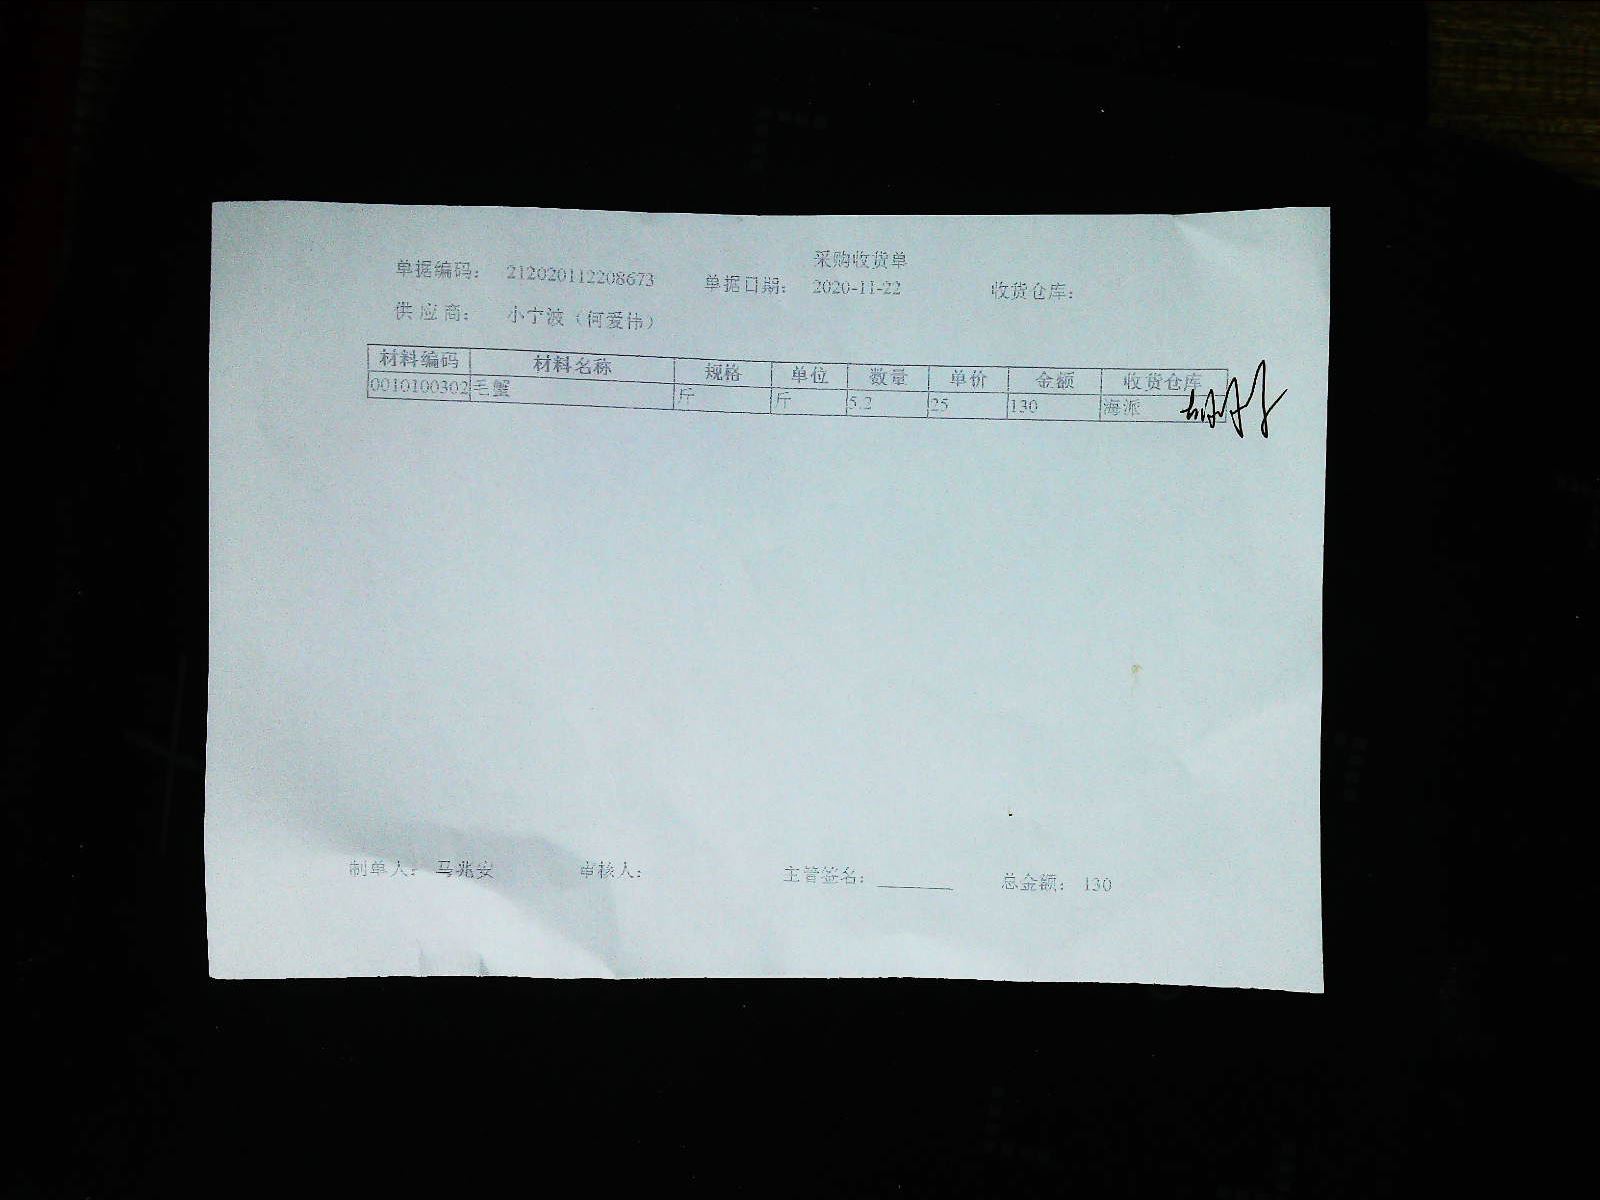 采购收货单
单据编码： 212020112208673 单据日期： 2020-11-22 收货仓库：
供应商： 小宁波（何爱伟）
材料编码 材料名称 规格 单位 数量 单价 金额 收货仓库
0010100302 毛蟹 斤 斤 5.2 25 130 海派
制单人： 马兆安 审核人： 主管签名： 总金额： 130